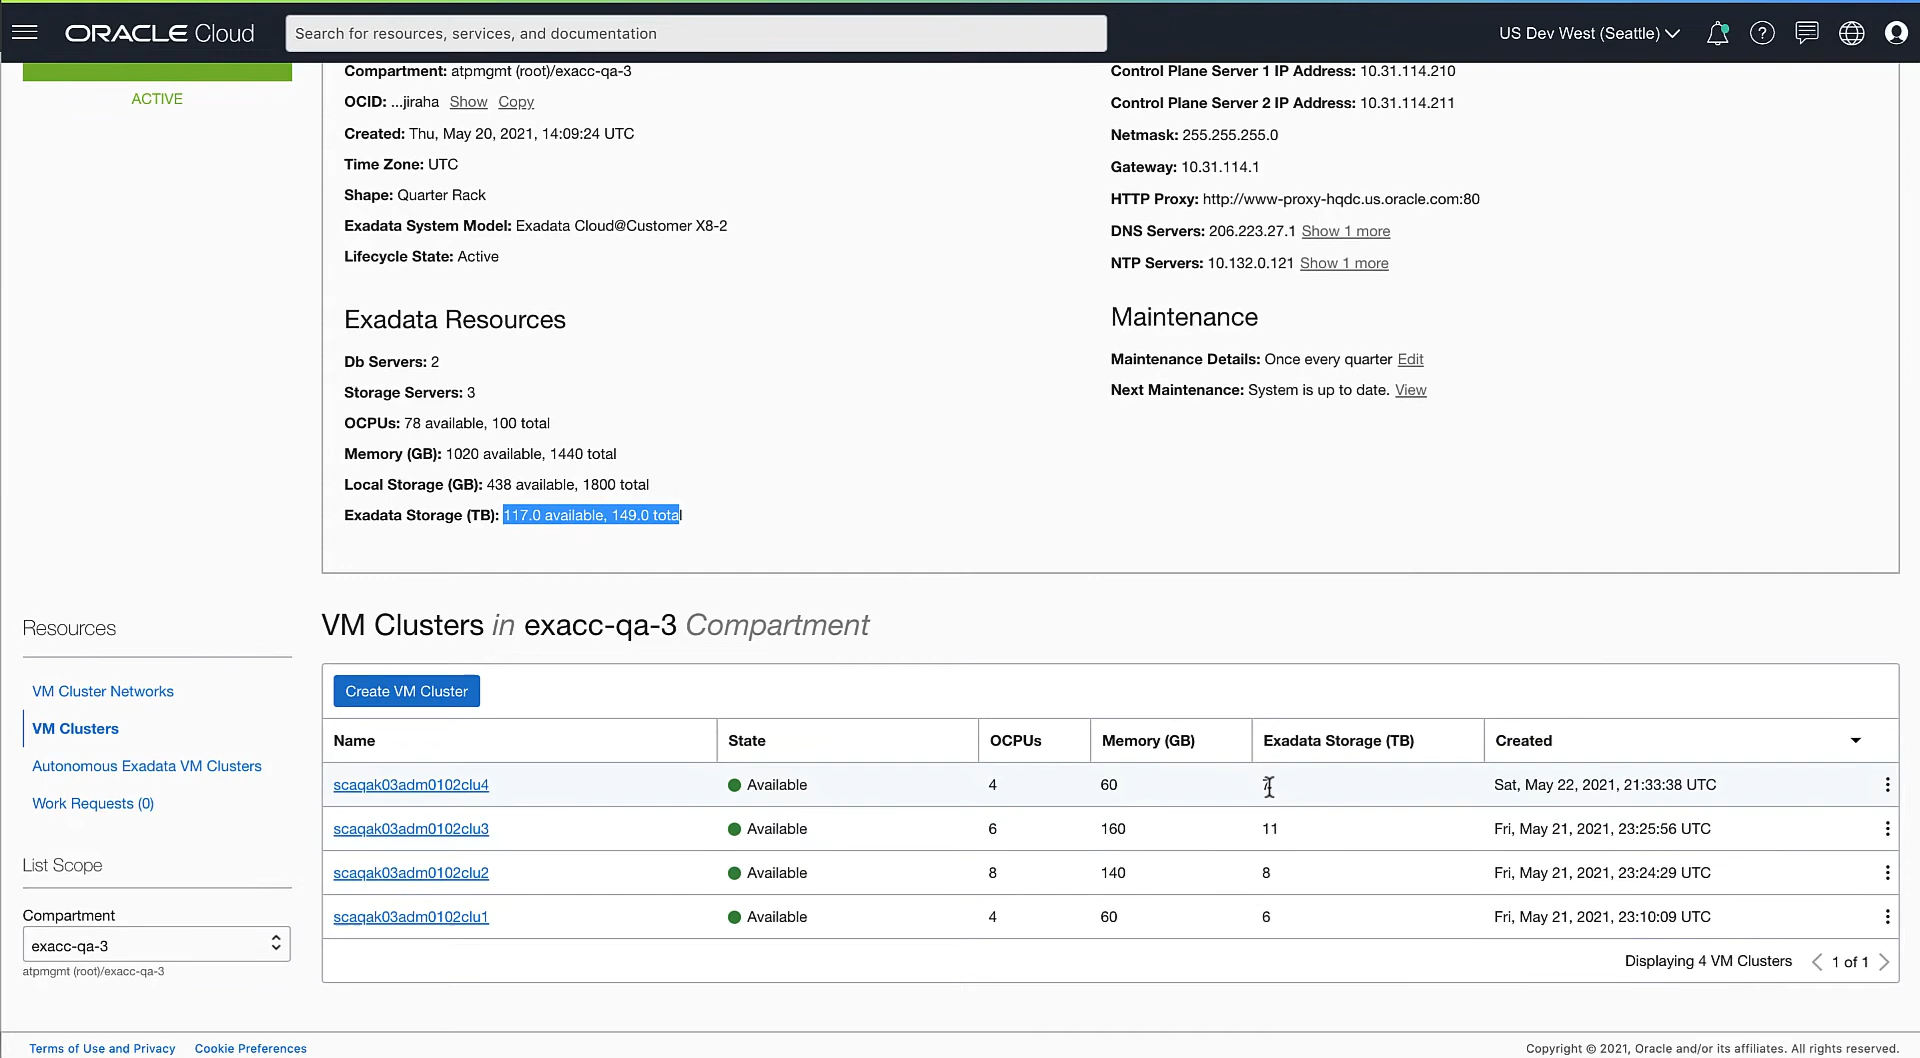 ORACLE Cloud
Search for resources, services, and documentation
US Dev West (Seattle)
ACTIVE
Compartment: atpmgmt (root)/exacc-qa-3
OCID: ...jiraha Show Copy
Created: Thu, May 20, 2021, 14:09:24 UTC
Time Zone: UTC
Shape: Quarter Rack
Exadata System Model: Exadata Cloud@Customer X8-2
Lifecycle State: Active
Control Plane Server 1 IP Address: 10.31.114.210
Control Plane Server 2 IP Address: 10.31.114.211
Netmask: 255.255.255.0
Gateway: 10.31.114.1
HTTP Proxy: http://www-proxy-hqdc.us.oracle.com:80
DNS Servers: 206.223.27.1 Show 1 more
NTP Servers: 10.132.0.121 Show 1 more
Exadata Resources
Db Servers: 2
Storage Servers: 3
OCPUs: 78 available, 100 total
Memory (GB): 1020 available, 1440 total
Local Storage (GB): 438 available, 1800 total
Exadata Storage (TB): 117.0 available, 149.0 total
Maintenance
Maintenance Details: Once every quarter Edit
Next Maintenance: System is up to date. View
Resources
VM Cluster Networks
VM Clusters
Autonomous Exadata VM Clusters
Work Requests (0)
List Scope
Compartment
exacc-qa-3
atpmgmt (root)/exacc-qa-3
VM Clusters in exacc-qa-3 Compartment
Create VM Cluster
Name State OCPUs Memory (GB) Exadata Storage (TB) Created
scaqak03adm0102clu4 Available 4 60 Sat, May 22, 2021, 21:33:38 UTC
scaqak03adm0102clu3 Available 6 160 11 Fri, May 21, 2021, 23:25:56 UTC
scaqak03adm0102clu2 Available 8 140 8 Fri, May 21, 2021, 23:24:29 UTC
scaqak03adm0102clu1 Available 4 60 6 Fri, May 21, 2021, 23:10:09 UTC
Displaying 4 VM Clusters 1 of 1
Terms of Use and Privacy Cookie Preferences
Copyright © 2021, Oracle and/or its affiliates. All rights reserved.